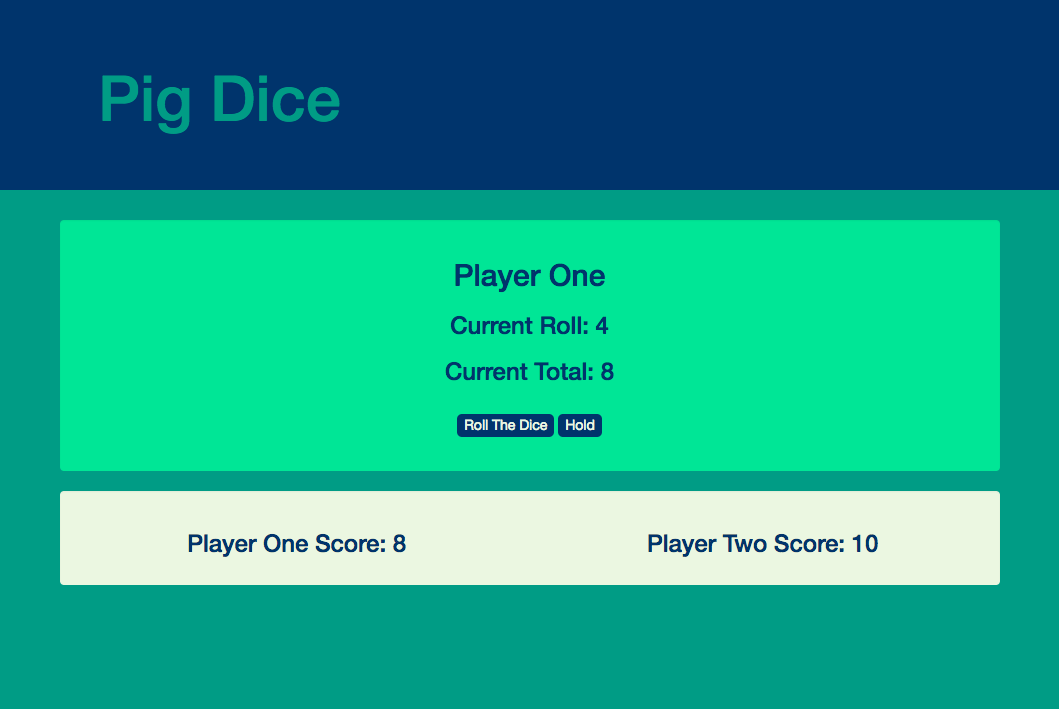 Pig Dice
Player One
Current Roll: 4
Current Total: 8
Roll The Dice Hold
Player One Score: 8 Player Two Score: 10